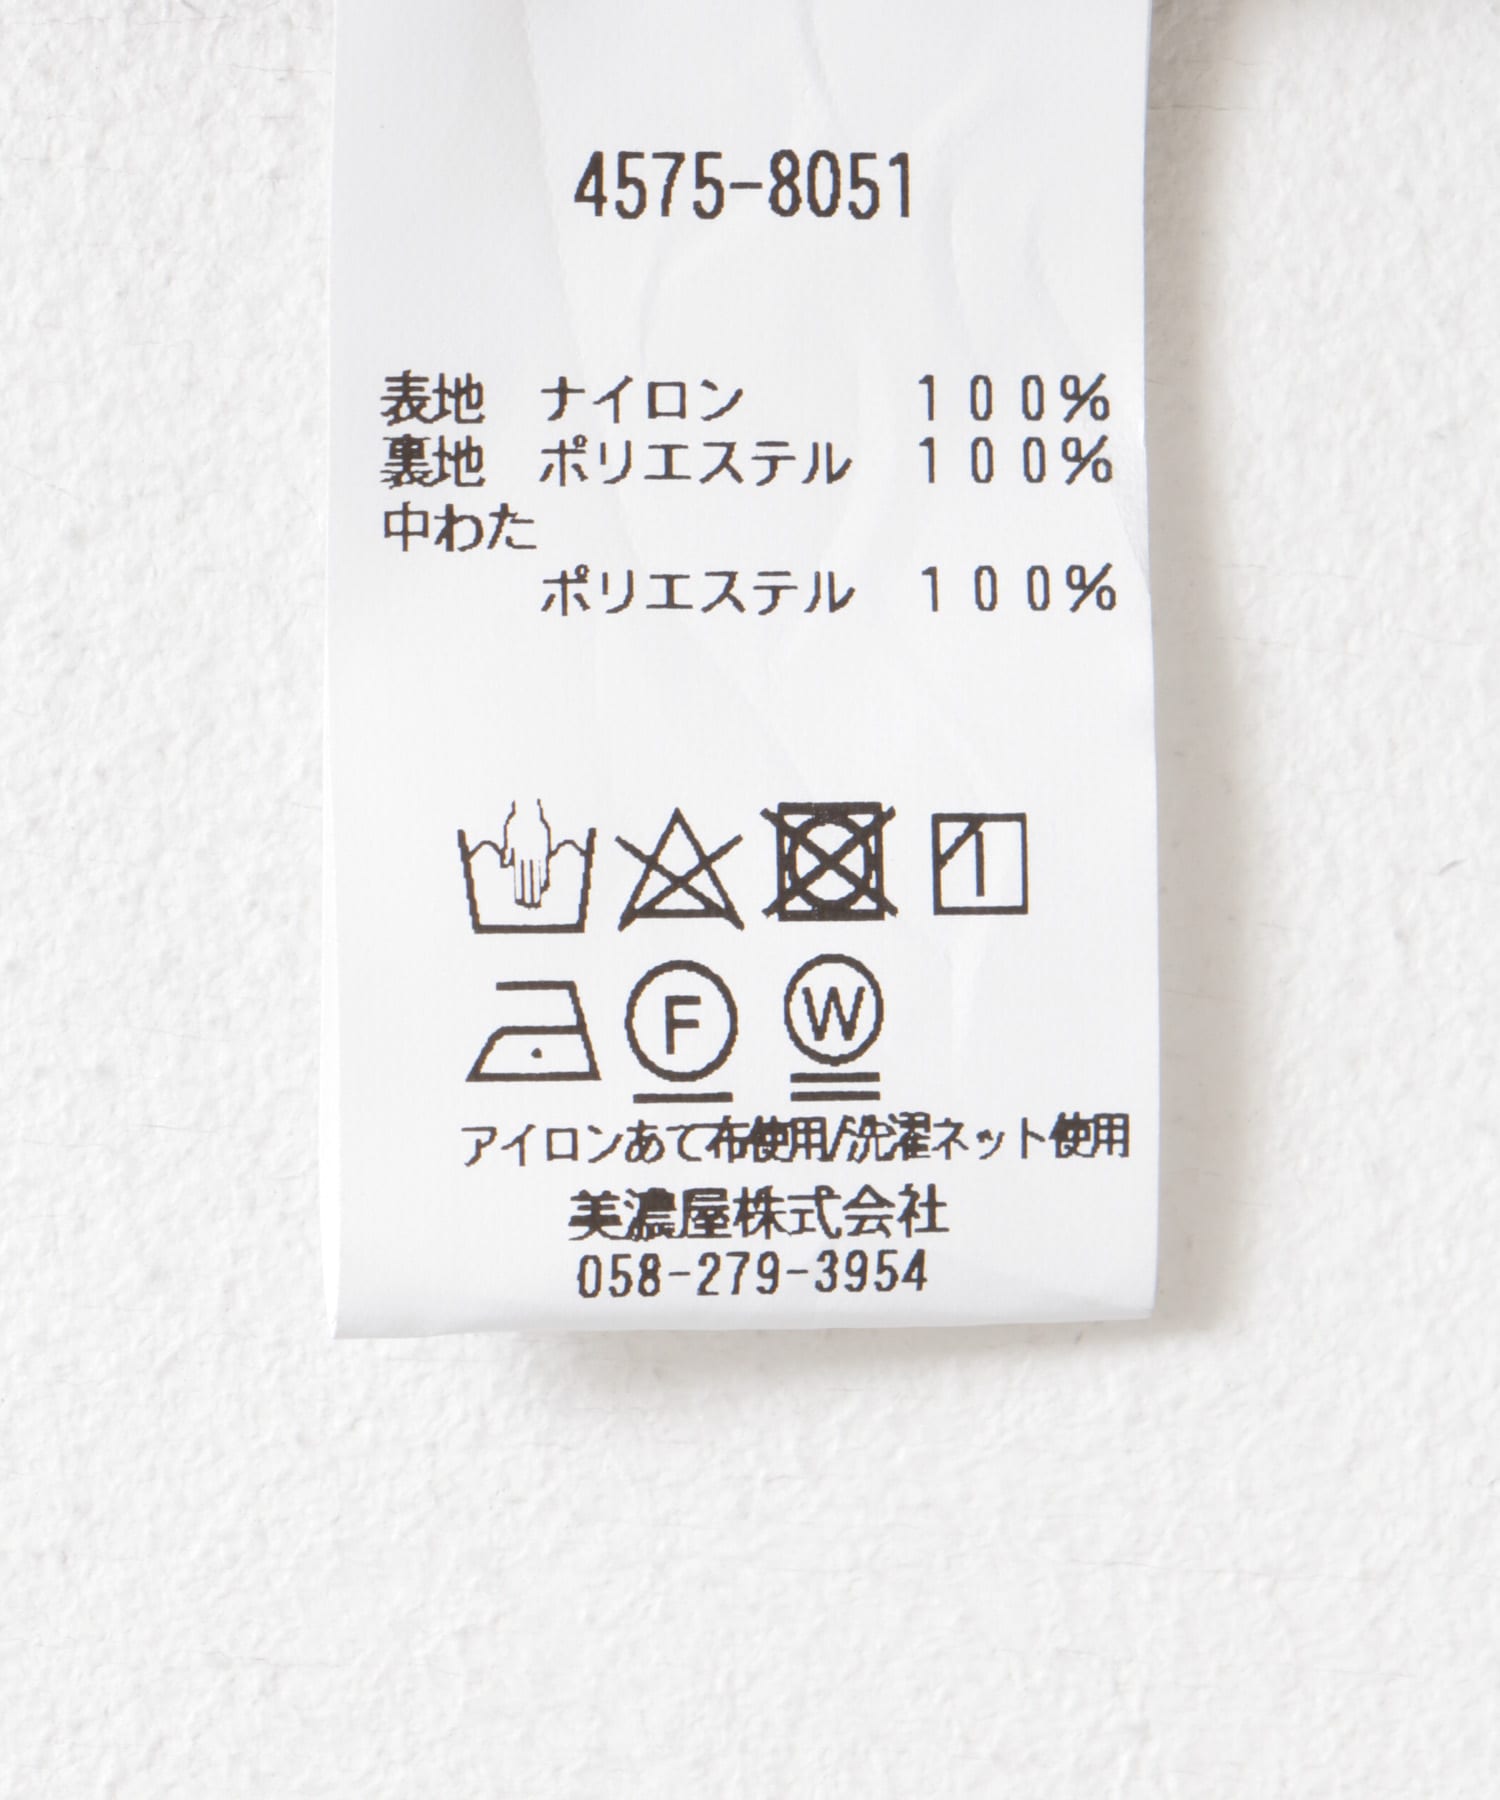 4575-8051
表地　ナイロン　１００％
裏地　ポリエステル　１００％
中わた
ポリエステル　１００％
1
F W
アイロンあて布使用/洗濯ネット使用
美濃屋株式会社
058-279-3954